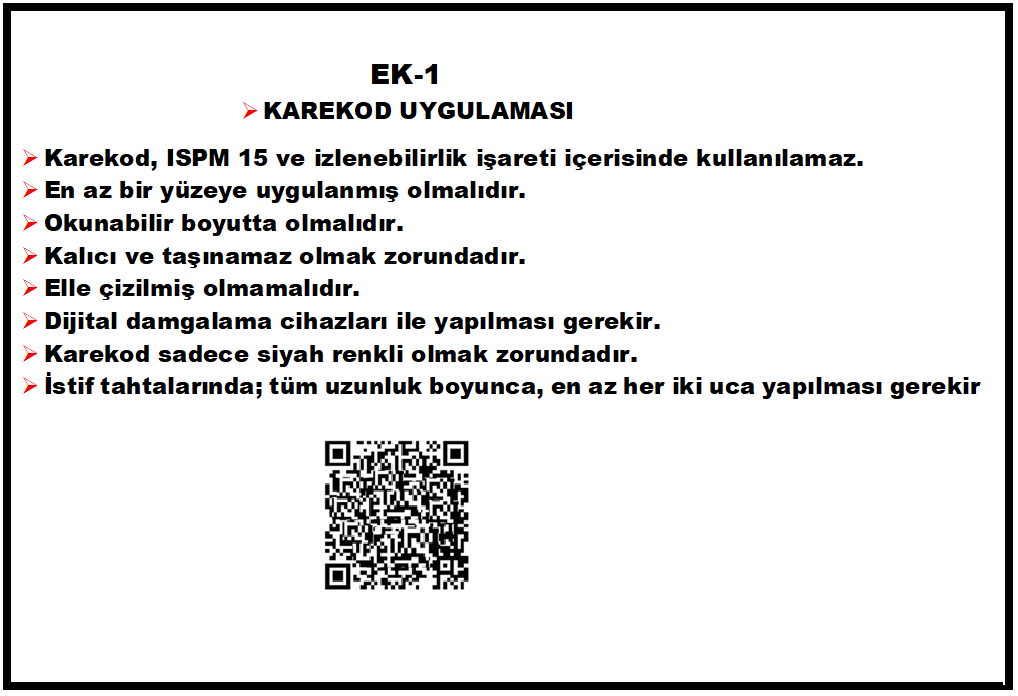 EK-1
➢ KAREKOD UYGULAMASI
➢ Karekod, ISPM 15 ve izlenebilirlik işareti içerisinde kullanılamaz.
➢ En az bir yüzeye uygulanmış olmalıdır.
➢ Okunabilir boyutta olmalıdır.
➢ Kalıcı ve taşınamaz olmak zorundadır.
➢ Elle çizilmiş olmamalıdır.
➢ Dijital damgalama cihazları ile yapılması gerekir.
➢ Karekod sadece siyah renkli olmak zorundadır.
➢ İstif tahtalarında; tüm uzunluk boyunca, en az her iki uca yapılması gerekir